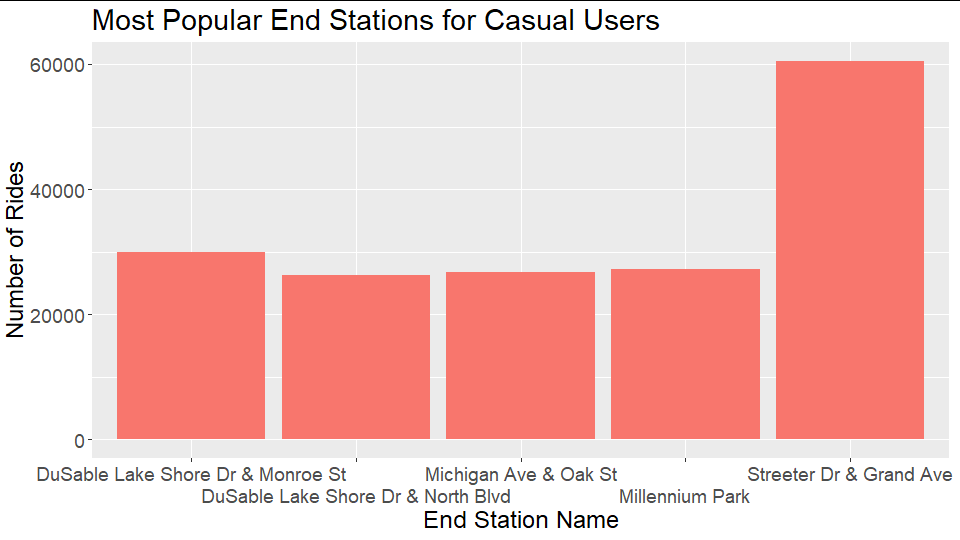 Most Popular End Stations for Casual Users
Number of Rides
60000
40000
20000
0
DuSable Lake Shore Dr & Monroe St
DuSable Lake Shore Dr & North Blvd
Michigan Ave & Oak St
Millennium Park
Streeter Dr & Grand Ave
End Station Name